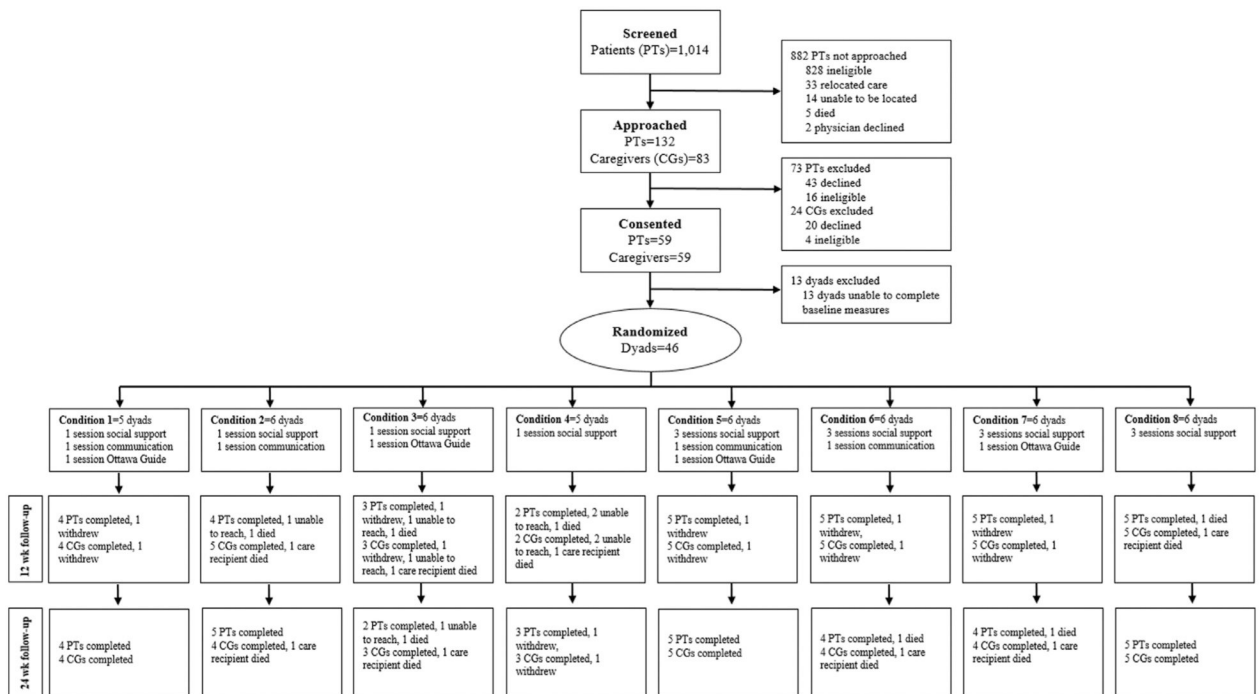 Screened
Patients (PTs)=1,014
882 PTs not approached
828 ineligible
33 relocated care
14 unable to be located
5 died
2 physician declined
Approached
PTs=132
Caregivers (CGs)=83
73 PTs excluded
43 declined
16 ineligible
24 CGs excluded
20 declined
4 ineligible
Consented
PTs=59
Caregivers=59
13 dyads excluded
13 dyads unable to complete
baseline measures
Randomized
Dyads=46
Condition 1=5 dyads
1 session social support
1 session communication
1 session Ottawa Guide
Condition 2=6 dyads
1 session social support
1 session communication
Condition 3=6 dyads
1 session social support
1 session Ottawa Guide
Condition 4=5 dyads
1 session social support
Condition 5=6 dyads
3 sessions social support
1 session communication
1 session Ottawa Guide
Condition 6=6 dyads
3 sessions social support
1 session communication
Condition 7=6 dyads
3 sessions social support
1 session Ottawa Guide
Condition 8=6 dyads
3 sessions social support
12 wk follow-up
4 PTs completed, 1
withdrew
4 CGs completed, 1
withdrew
4 PTs completed, 1 unable
to reach, 1 died
5 CGs completed, 1 care
recipient died
3 PTs completed, 1
withdrew, 1 unable to
reach, 1 died
3 CGs completed, 1
withdrew, 1 unable to
reach, 1 care recipient died
2 PTs completed, 2 unable
to reach, 1 died
2 CGs completed, 2 unable
to reach, 1 care recipient
died
5 PTs completed, 1
withdrew
5 CGs completed, 1
withdrew
5 PTs completed, 1
withdrew,
5 CGs completed, 1
withdrew
5 PTs completed, 1
withdrew
5 CGs completed, 1
withdrew
5 PTs completed, 1 died
5 CGs completed, 1 care
recipient died
24 wk follow-up
4 PTs completed
4 CGs completed
5 PTs completed
4 CGs completed, 1 care
recipient died
2 PTs completed, 1 unable
to reach, 1 died
3 CGs completed, 1 care
recipient died
3 PTs completed, 1
withdrew,
3 CGs completed, 1
withdrew
5 PTs completed
5 CGs completed
4 PTs completed, 1 died
4 CGs completed, 1 care
recipient died
4 PTs completed, 1 died
4 CGs completed, 1 care
recipient died
5 PTs completed
5 CGs completed